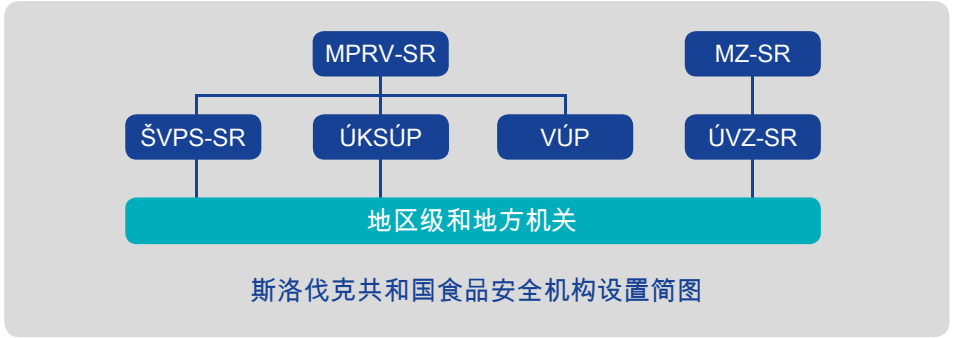 MPRV-SR
MZ-SR
ŠVPS-SR
ÚKSÚP
VÚP
ÚVZ-SR
地区级和地方机关
斯洛伐克共和国食品安全机构设置简图